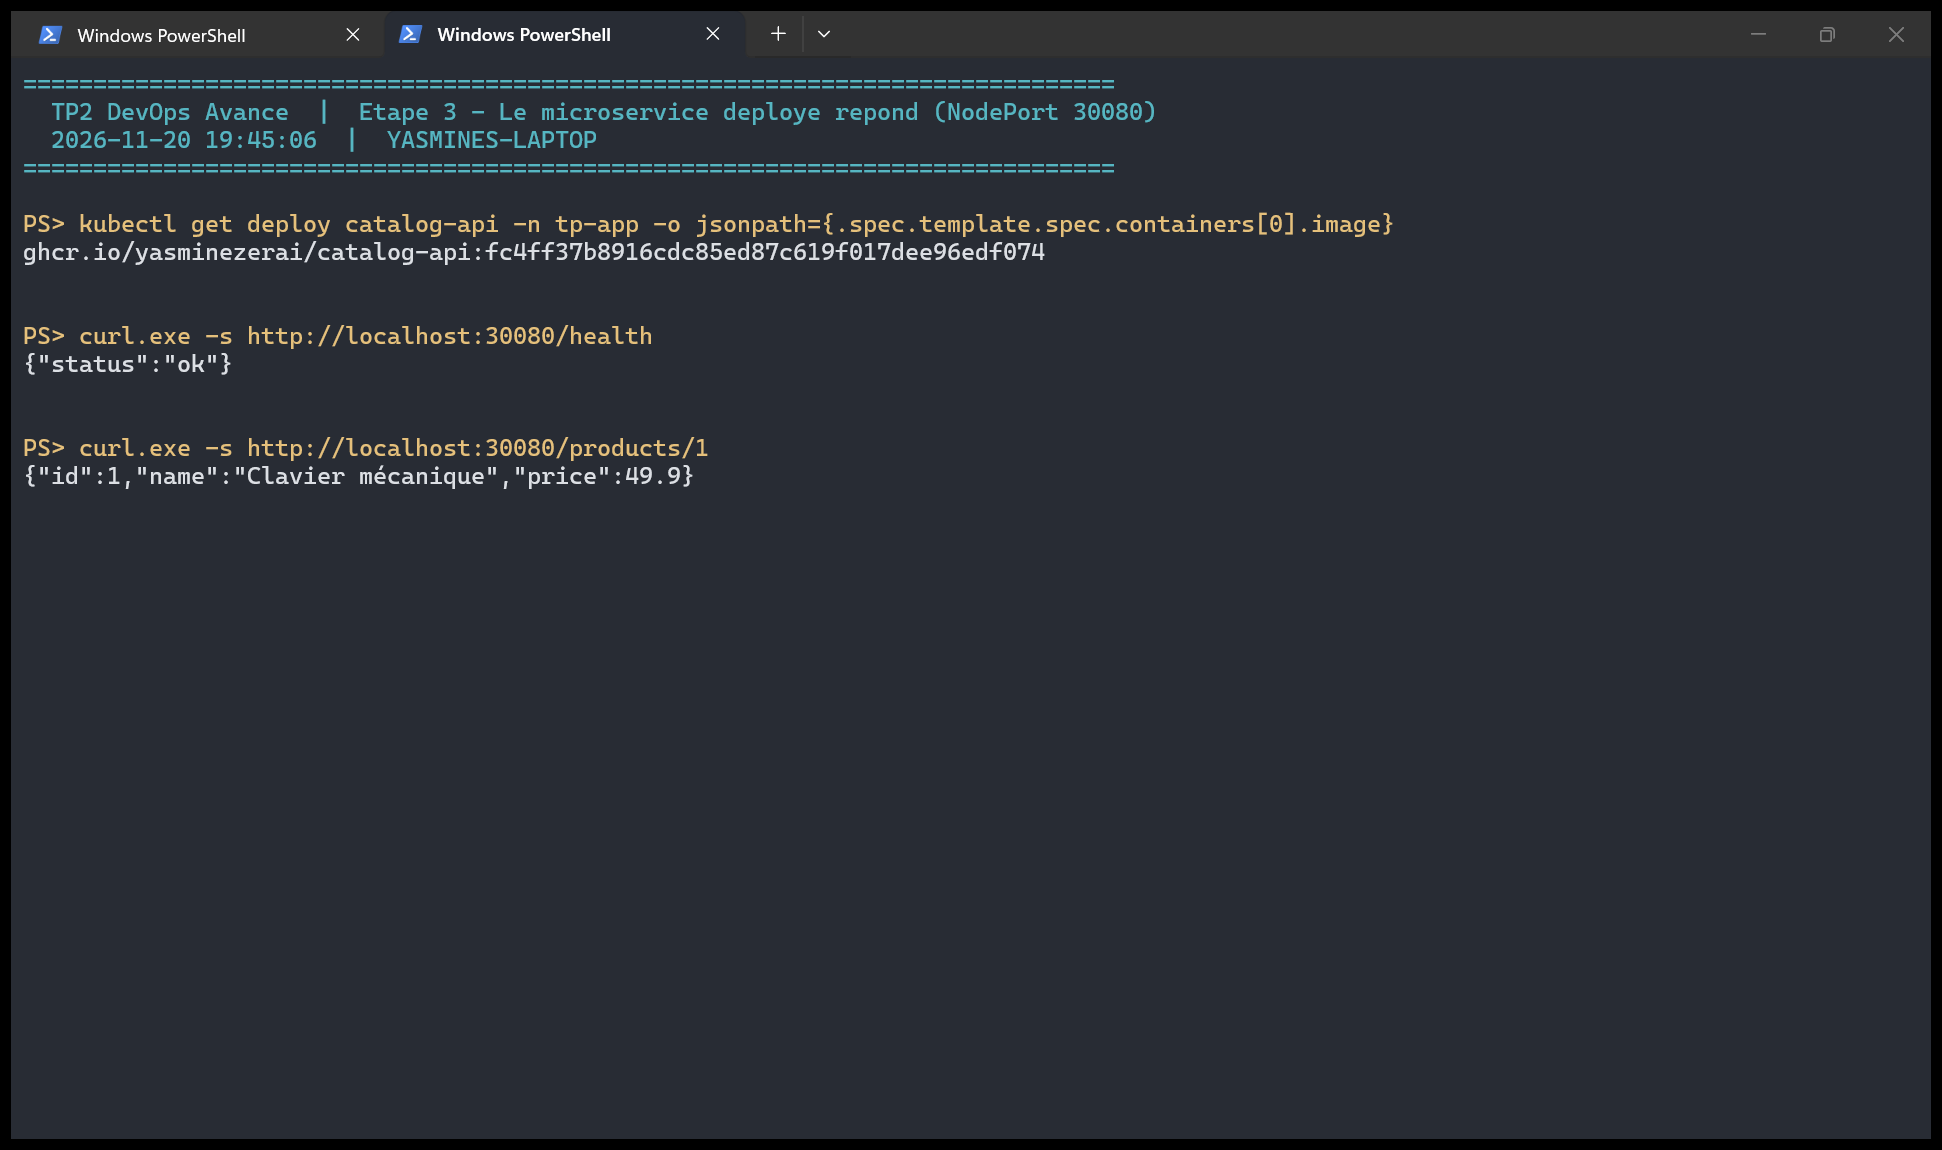 Windows PowerShell
Windows PowerShell
==============================================================================
TP2 DevOps Avance | Etape 3 - Le microservice deploye repond (NodePort 30080)
2026-11-20 19:45:06 | YASMINES-LAPTOP
==============================================================================
PS> kubectl get deploy catalog-api -n tp-app -o jsonpath={.spec.template.spec.containers[0].image}
ghcr.io/yasminezerai/catalog-api:fc4ff37b8916cdc85ed87c619f017dee96edf074
PS> curl.exe -s http://localhost:30080/health
{"status":"ok"}
PS> curl.exe -s http://localhost:30080/products/1
{"id":1,"name":"Clavier mécanique","price":49.9}